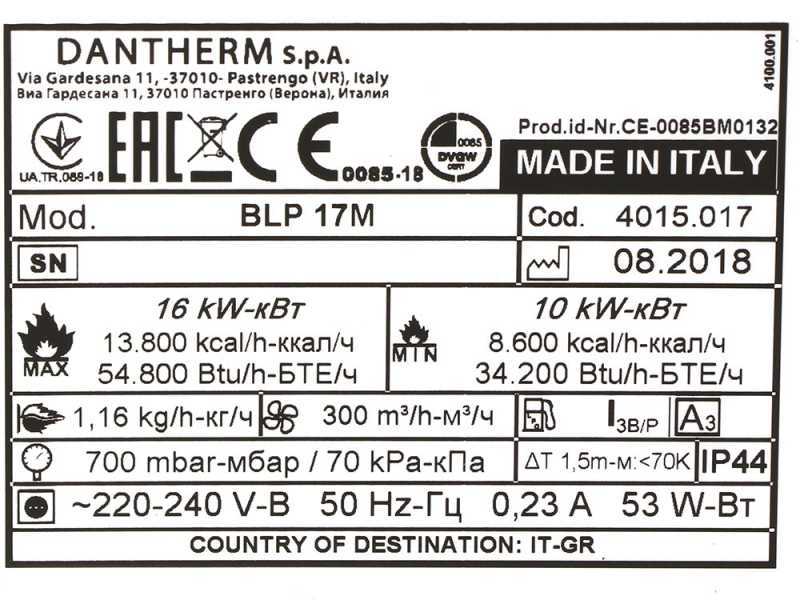 DANTHERM S.p.A.
4100.001
Via Gardesana 11, -37010- Pastrengo (VR), Italy
Виа Гардесана 11, 37010 Пастренго (Верона), Италия
Prod.id-Nr.CE-0085BM0132
UA.TR.089-18
EAC
CE
0085-18
0085
DVGW
CERT
MADE IN ITALY
Mod. BLP 17M Cod. 4015.017
SN 08.2018
16 kW-кВт 10 kW-кВт
13.800 kcal/h-ккал/ч 8.600 kcal/h-ккал/ч
MAX MIN
54.800 Btu/h-БТЕ/ч 34.200 Btu/h-БТЕ/ч
1,16 kg/h-кг/ч 300 m³/h-м³/ч I3B/P A3
700 mbar-мбар / 70 kPa-кПа ΔT 1,5m-м:<70K IP44
~220-240 V-В 50 Hz-Гц 0,23 A 53 W-Вт
COUNTRY OF DESTINATION: IT-GR